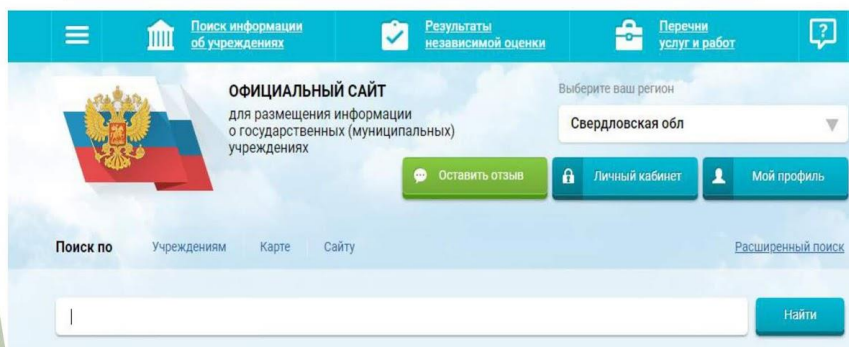 Поиск информации
об учреждениях
Результаты
независимой оценки
Перечни
услуг и работ
?
ОФИЦИАЛЬНЫЙ САЙТ
для размещения информации
о государственных (муниципальных)
учреждениях
Выберите ваш регион
Свердловская обл
Оставить отзыв
Личный кабинет
Мой профиль
Поиск по Учреждениям Карте Сайту Расширенный поиск
Найти